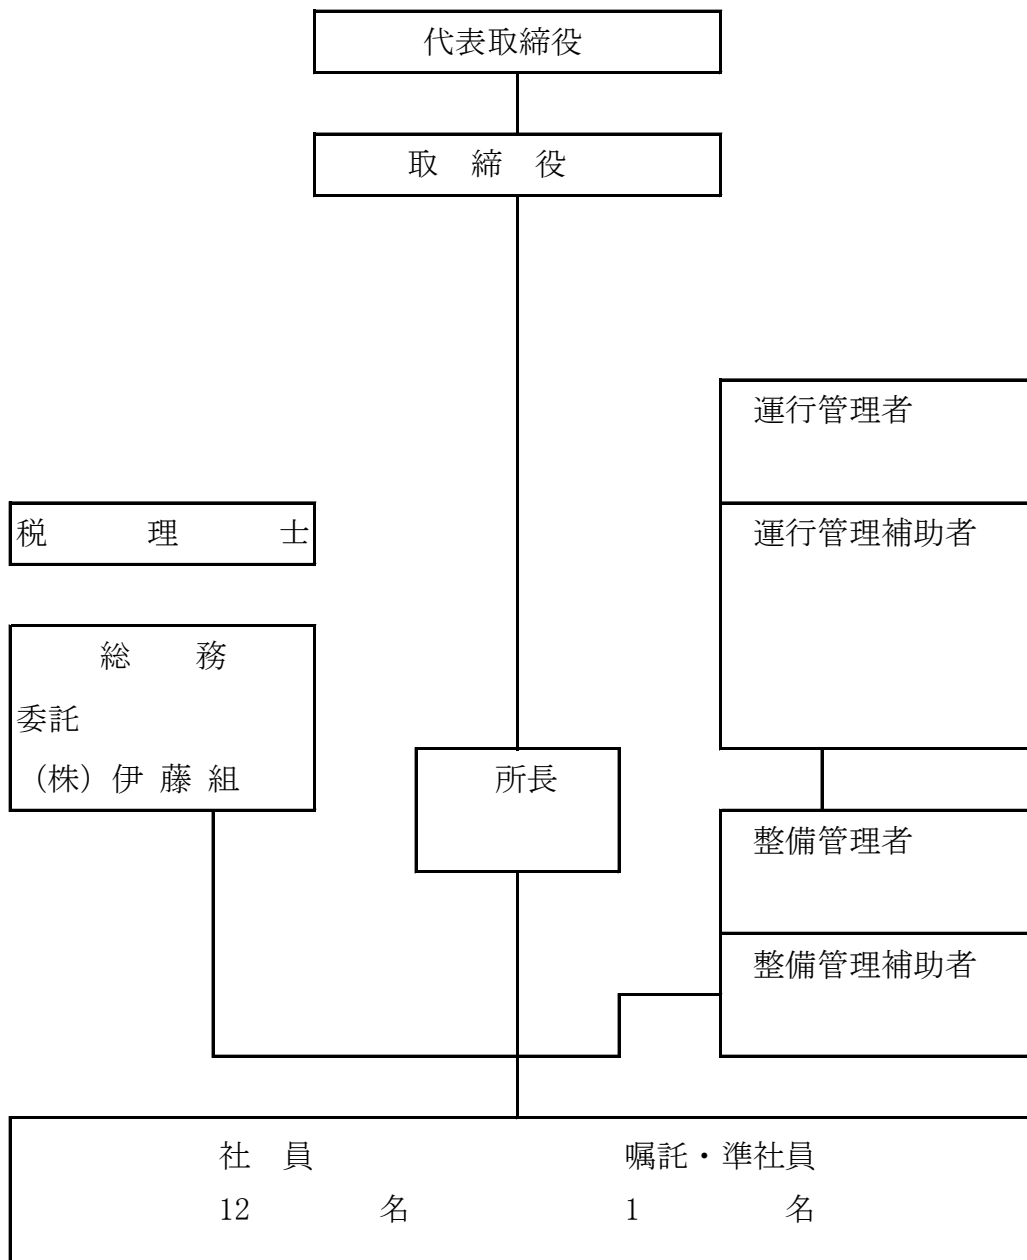 代表取締役
取　締　役
運行管理者
税　　　理　　　士
運行管理補助者
総　　務
委託
（株）伊 藤 組
所長
整備管理者
整備管理補助者
社　員　　　　　　　　　　嘱託・準社員
12　　　　名　　　　　　　1　　　　名